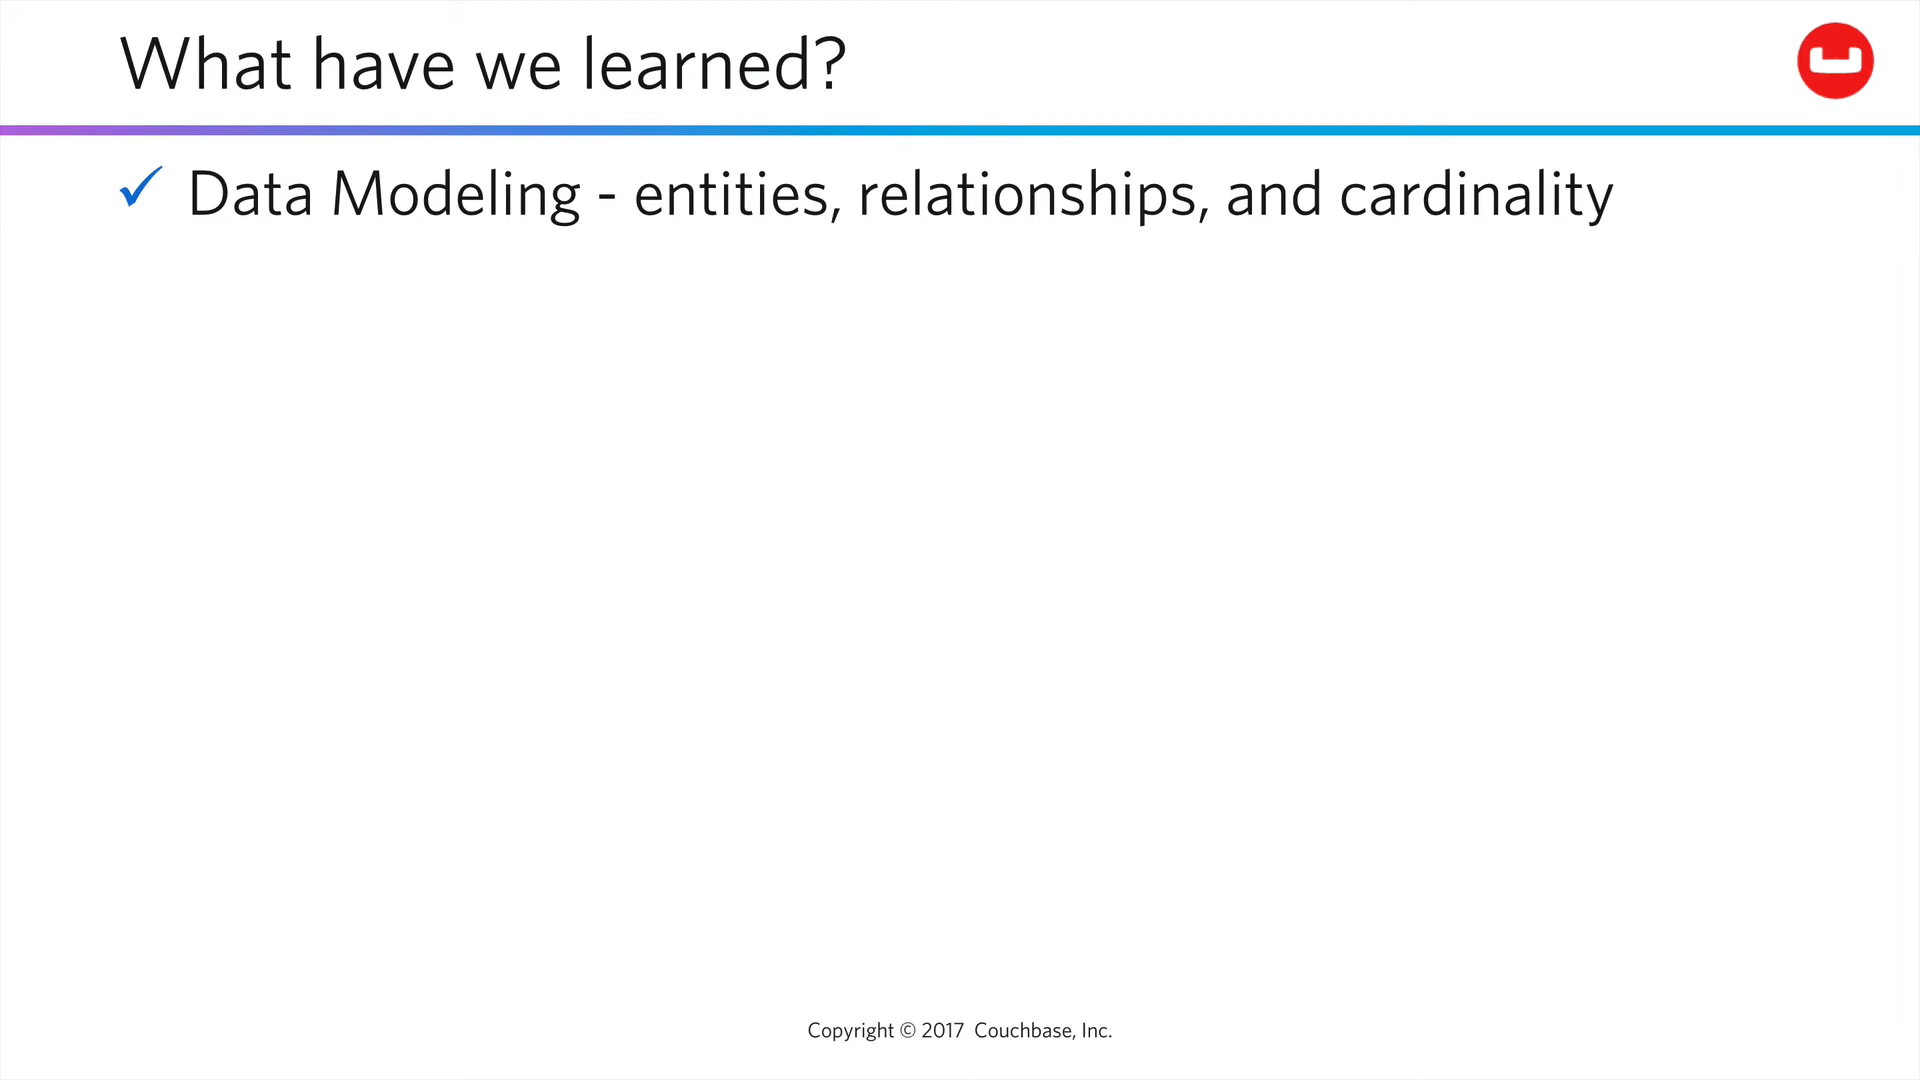 What have we learned?
✓ Data Modeling - entities, relationships, and cardinality
Copyright © 2017 Couchbase, Inc.